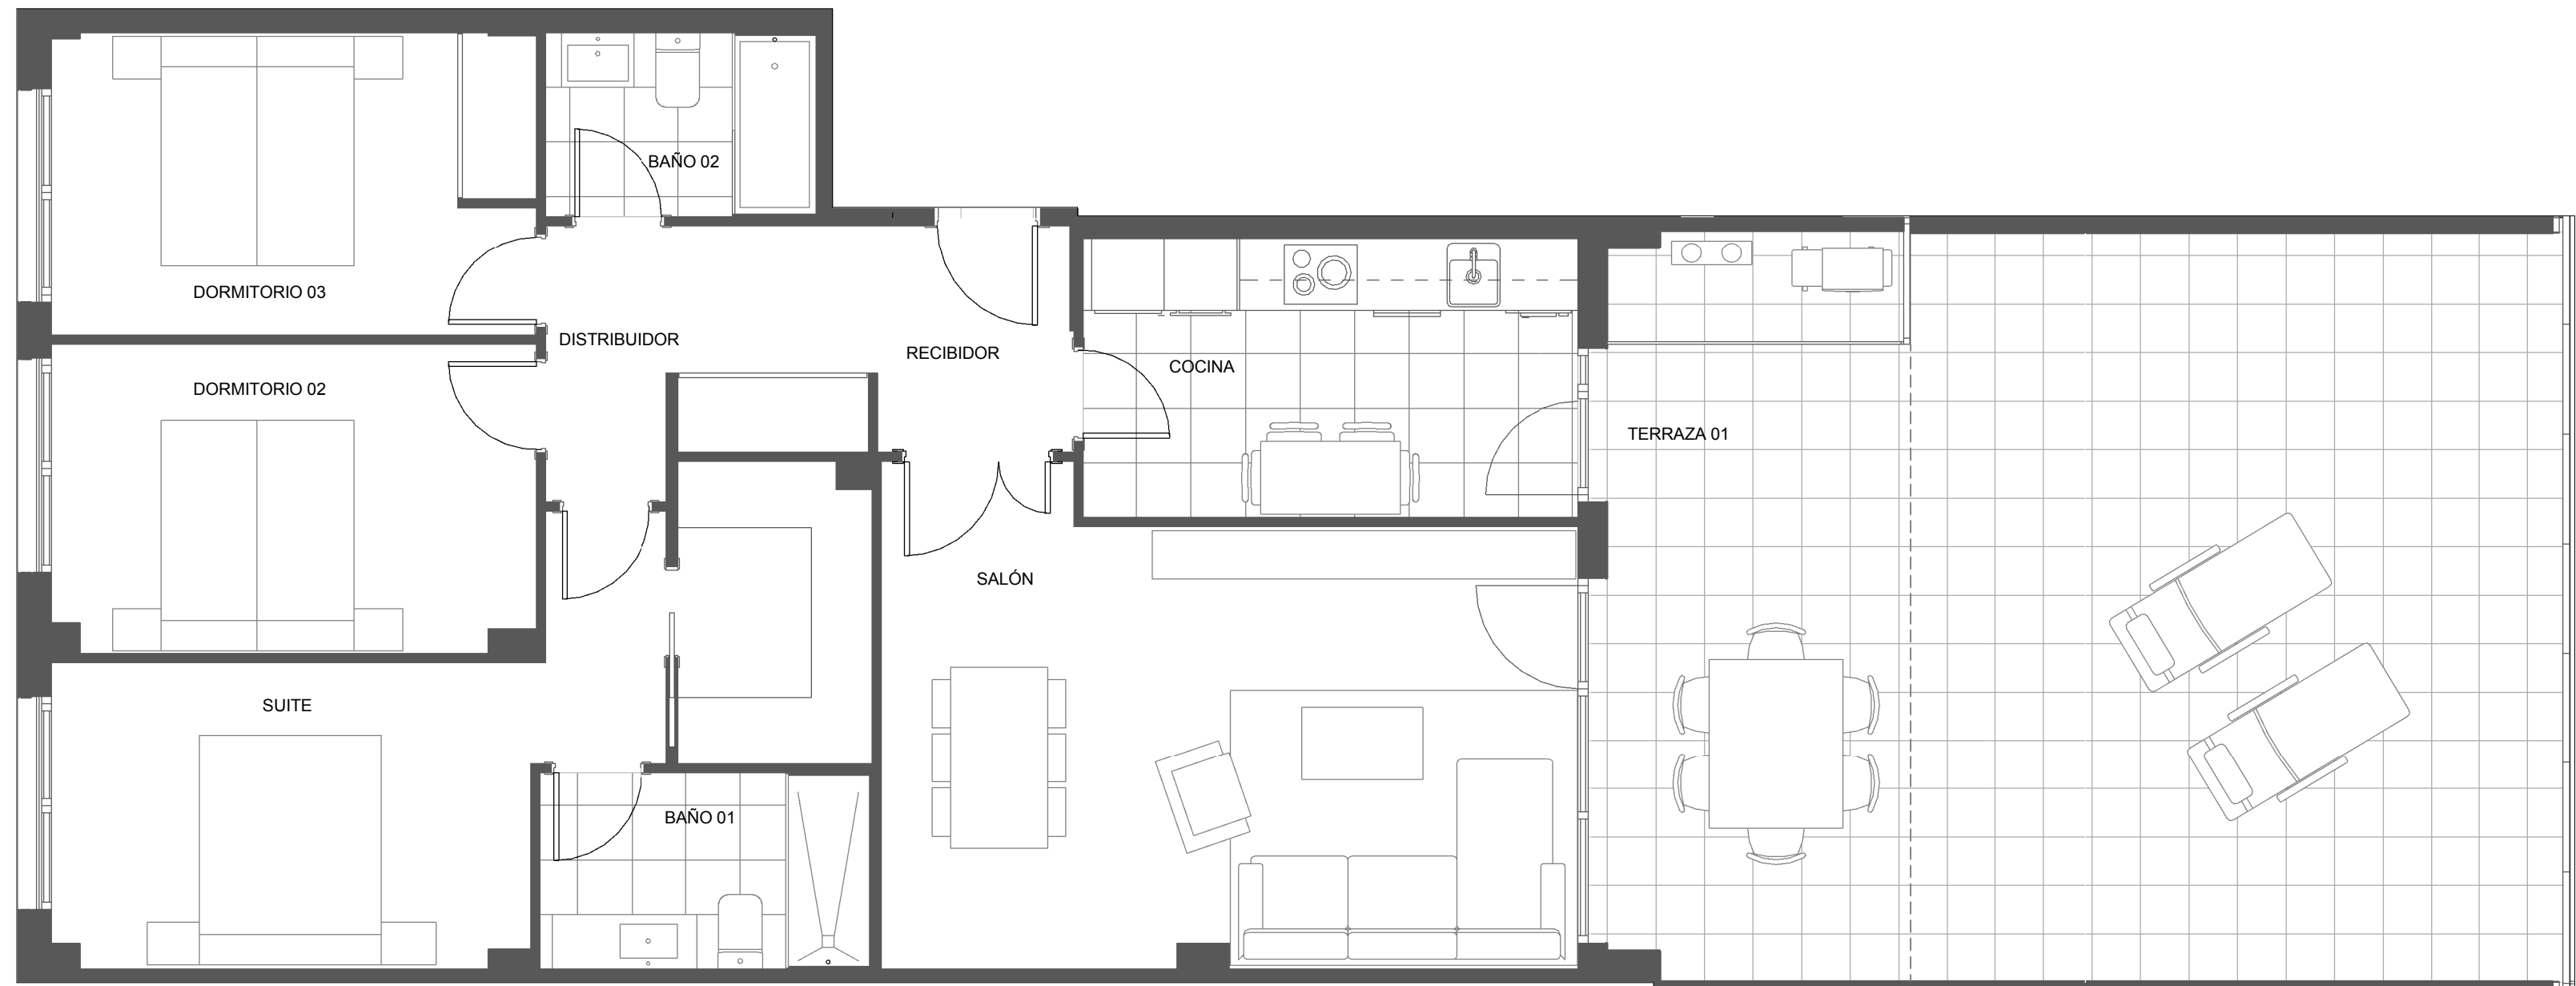 BAÑO 02
DORMITORIO 03
DISTRIBUIDOR
RECIBIDOR
COCINA
DORMITORIO 02
TERRAZA 01
SALÓN
SUITE
BAÑO 01